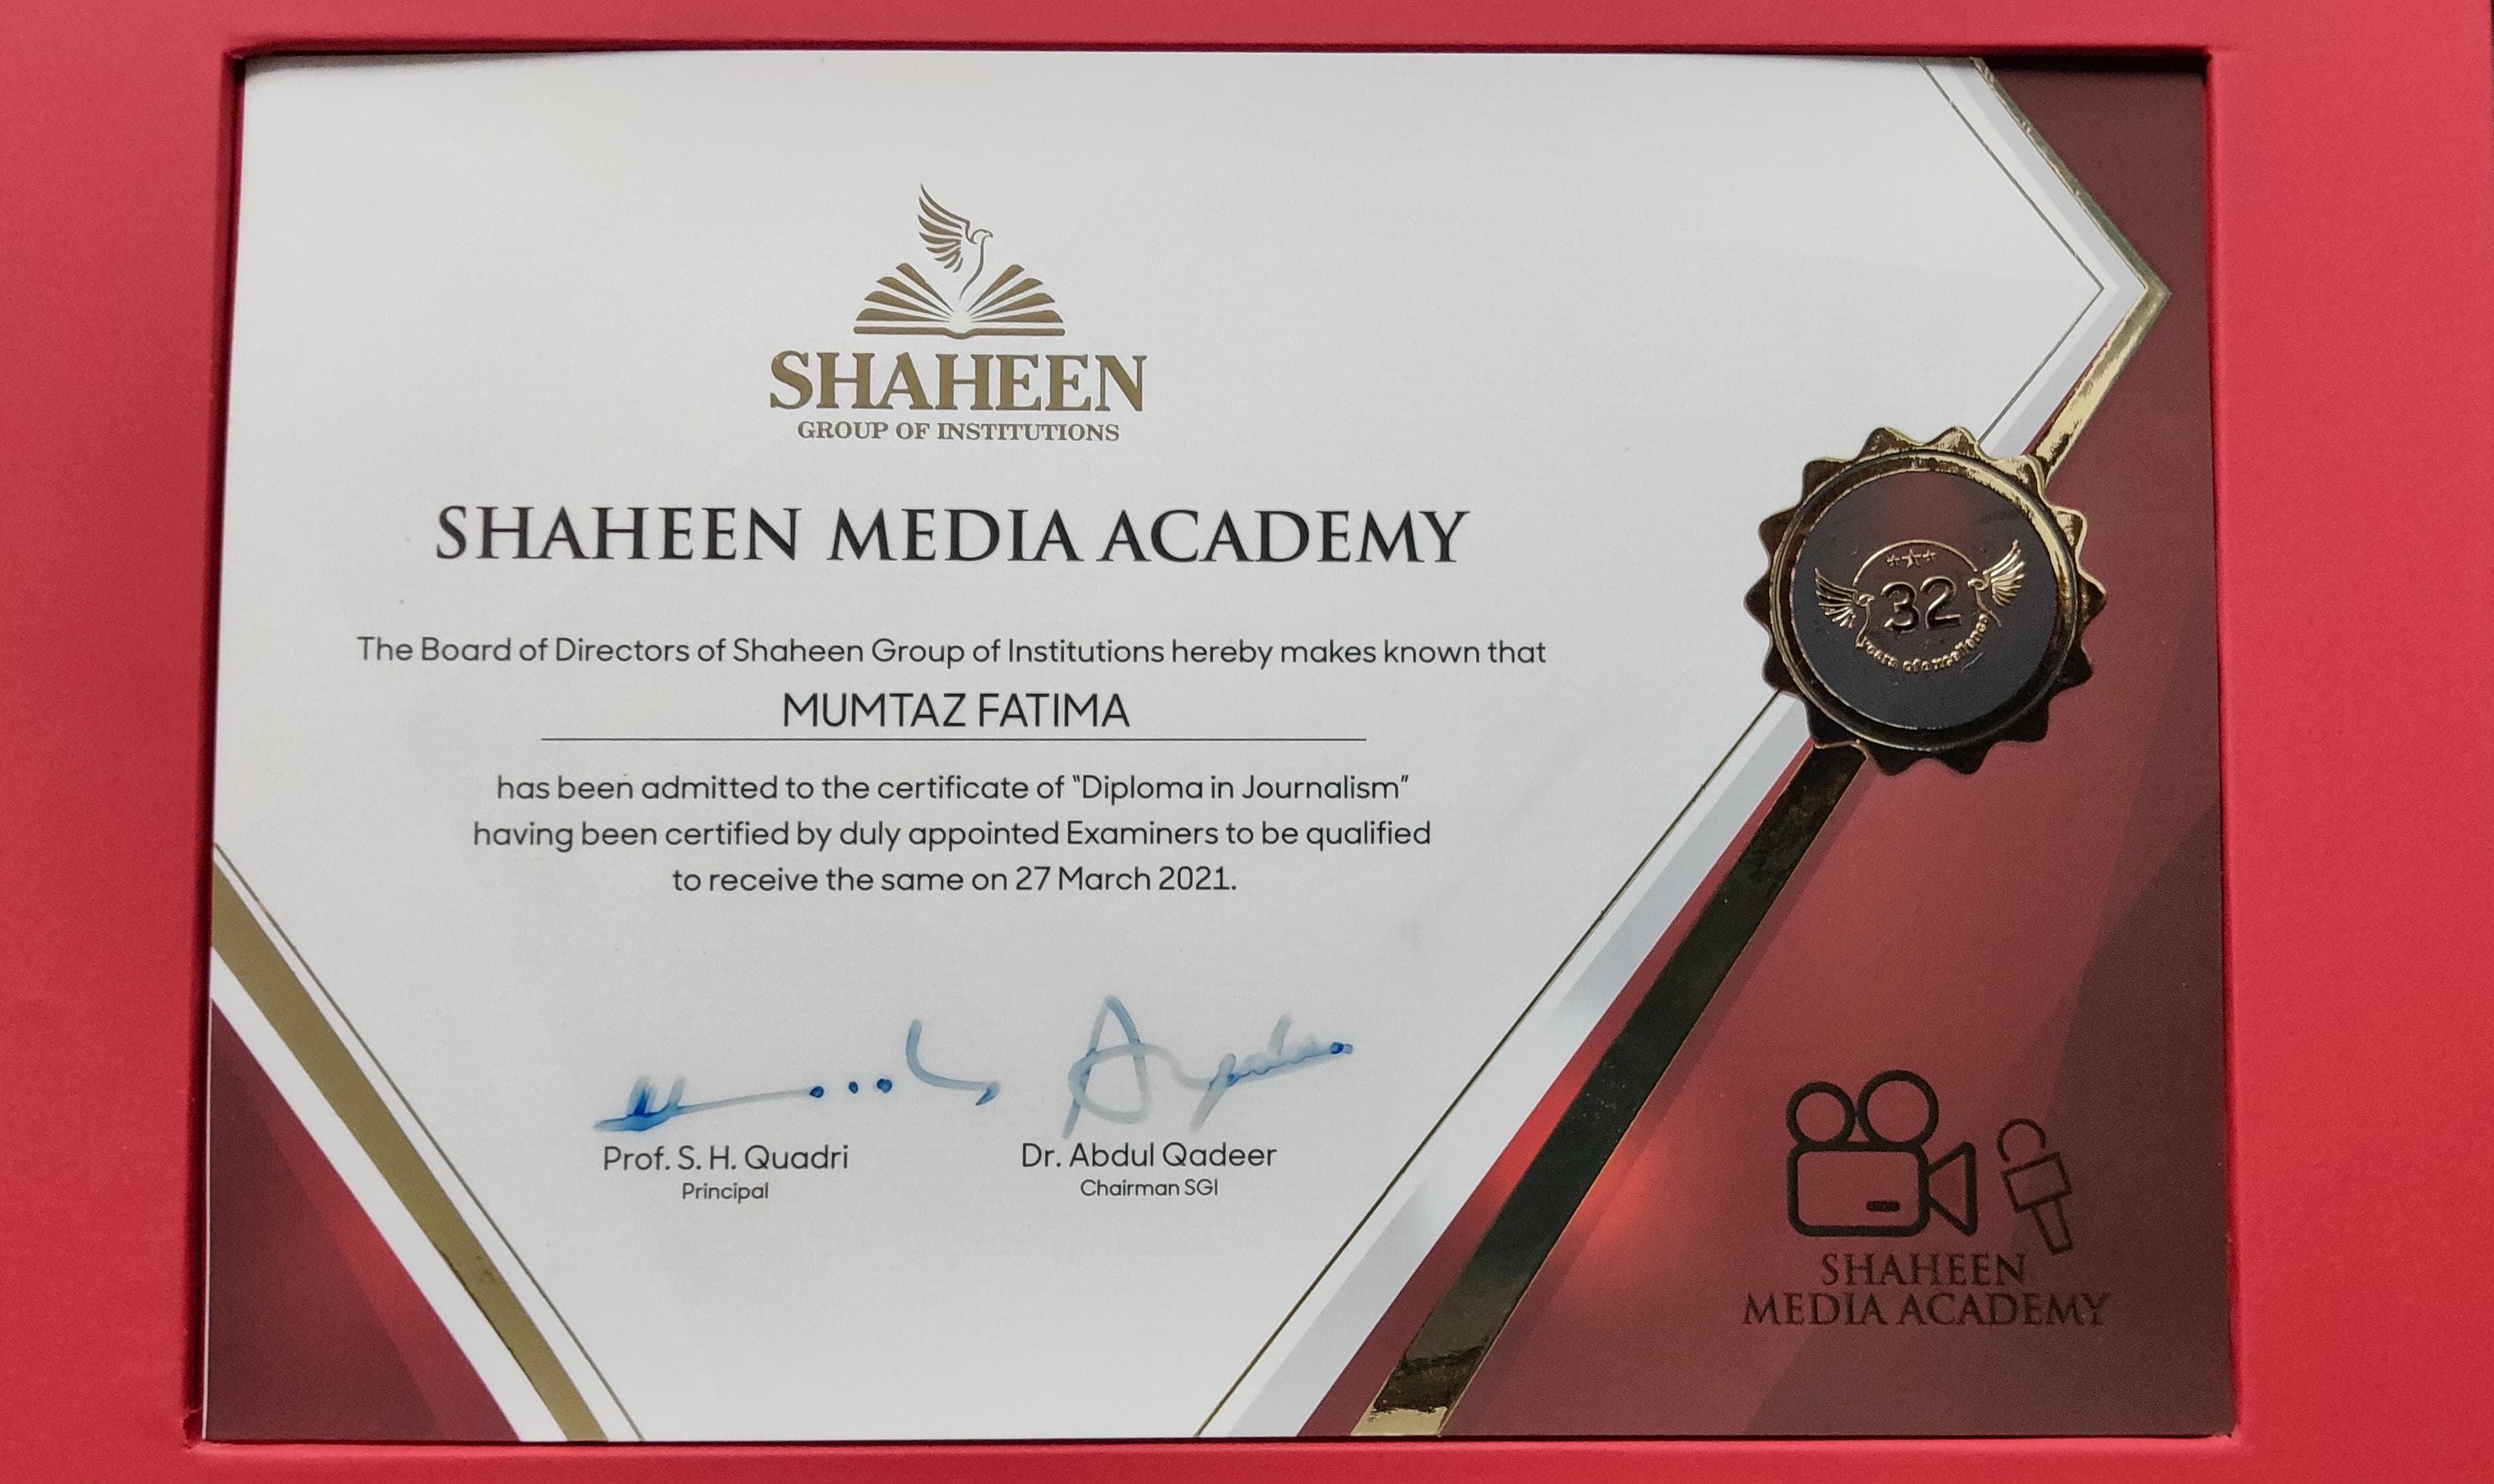 SHAHEEN
GROUP OF INSTITUTIONS
SHAHEEN MEDIA ACADEMY
The Board of Directors of Shaheen Group of Institutions hereby makes known that
MUMTAZ FATIMA
has been admitted to the certificate of "Diploma in Journalism"
having been certified by duly appointed Examiners to be qualified
to receive the same on 27 March 2021.
32
years of excellence
Prof. S. H. Quadri
Principal
Dr. Abdul Qadeer
Chairman SGI
SHAHEEN
MEDIA ACADEMY